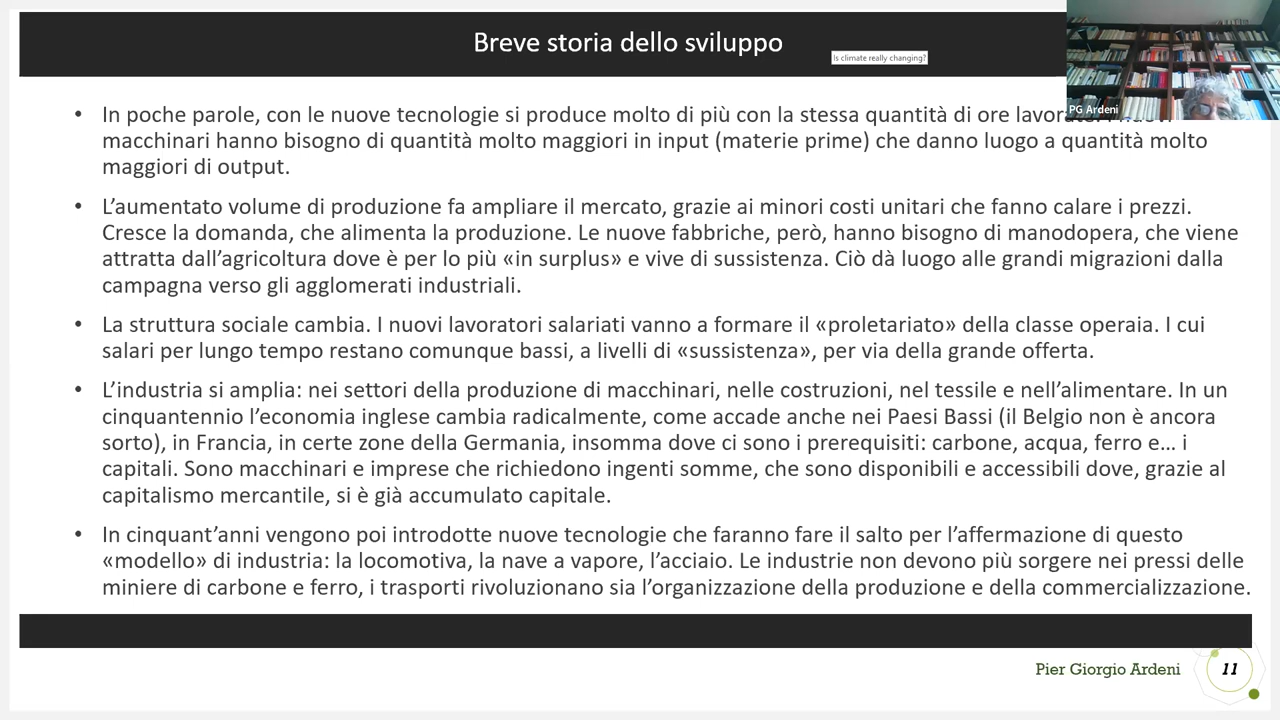 Breve storia dello sviluppo
Is climate really changing?
PG Ardeni
• In poche parole, con le nuove tecnologie si produce molto di più con la stessa quantità di ore
macchinari hanno bisogno di quantità molto maggiori in input (materie prime) che danno luogo a quantità molto
maggiori di output.
• L’aumentato volume di produzione fa ampliare il mercato, grazie ai minori costi unitari che fanno calare i prezzi.
Cresce la domanda, che alimenta la produzione. Le nuove fabbriche, però, hanno bisogno di manodopera, che viene
attratta dall’agricoltura dove è per lo più «in surplus» e vive di sussistenza. Ciò dà luogo alle grandi migrazioni dalla
campagna verso gli agglomerati industriali.
• La struttura sociale cambia. I nuovi lavoratori salariati vanno a formare il «proletariato» della classe operaia. I cui
salari per lungo tempo restano comunque bassi, a livelli di «sussistenza», per via della grande offerta.
• L’industria si amplia: nei settori della produzione di macchinari, nelle costruzioni, nel tessile e nell’alimentare. In un
cinquantennio l’economia inglese cambia radicalmente, come accade anche nei Paesi Bassi (il Belgio non è ancora
sorto), in Francia, in certe zone della Germania, insomma dove ci sono i prerequisiti: carbone, acqua, ferro e… i
capitali. Sono macchinari e imprese che richiedono ingenti somme, che sono disponibili e accessibili dove, grazie al
capitalismo mercantile, si è già accumulato capitale.
• In cinquant’anni vengono poi introdotte nuove tecnologie che faranno fare il salto per l’affermazione di questo
«modello» di industria: la locomotiva, la nave a vapore, l’acciaio. Le industrie non devono più sorgere nei pressi delle
miniere di carbone e ferro, i trasporti rivoluzionano sia l’organizzazione della produzione e della commercializzazione.
Pier Giorgio Ardeni
11